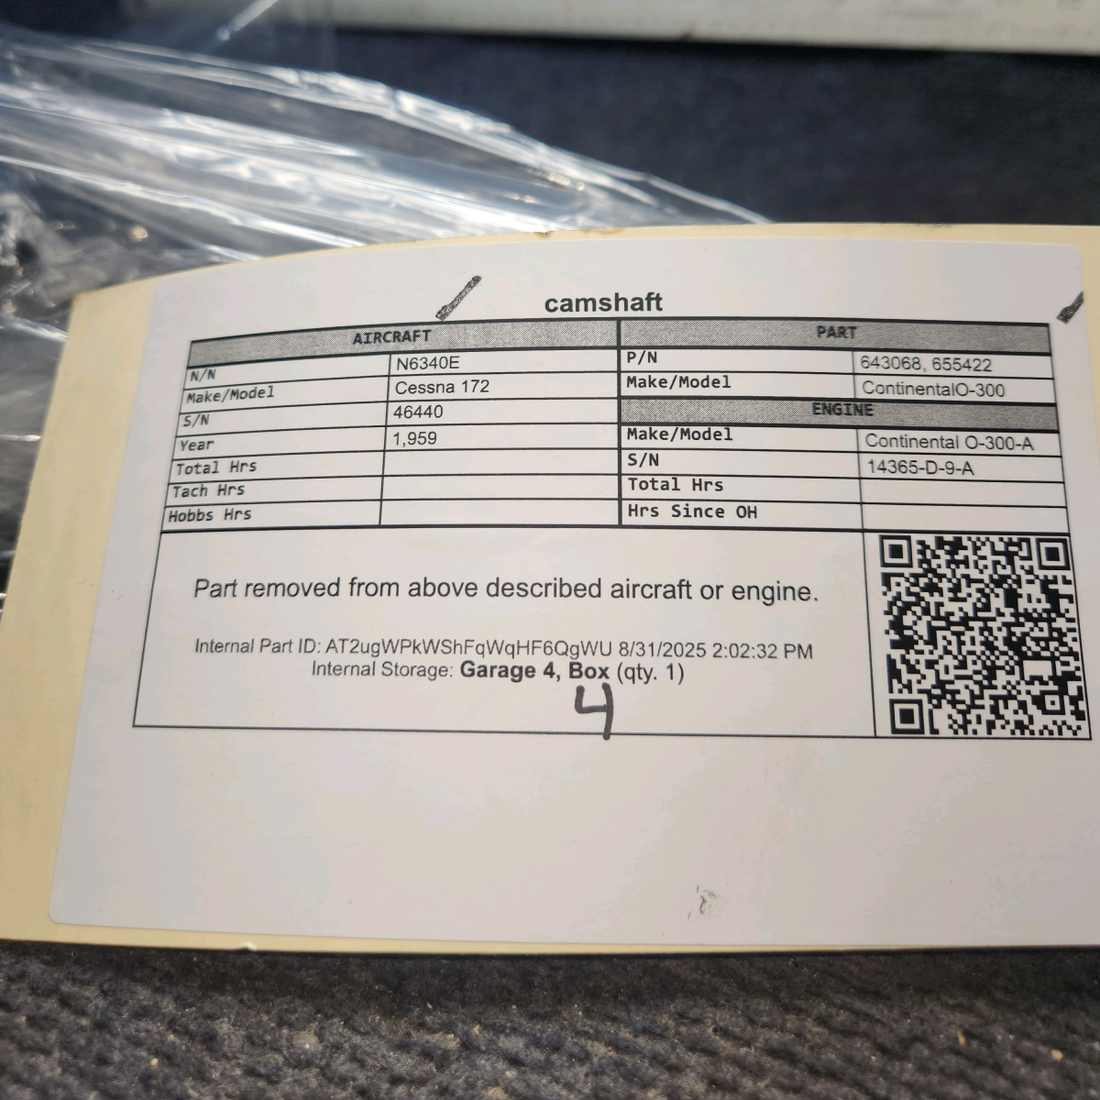 camshaft
AIRCRAFT PART
N/N N6340E P/N 643068, 655422
Make/Model Cessna 172 Make/Model ContinentalO-300
S/N 46440 ENGINE
Year 1,959 Make/Model Continental O-300-A
Total Hrs S/N 14365-D-9-A
Tach Hrs Total Hrs
Hobbs Hrs Hrs Since OH
Part removed from above described aircraft or engine.
Internal Part ID: AT2ugWPkWShFqWqHF6QgWU 8/31/2025 2:02:32 PM
Internal Storage: Garage 4, Box (qty. 1)
4